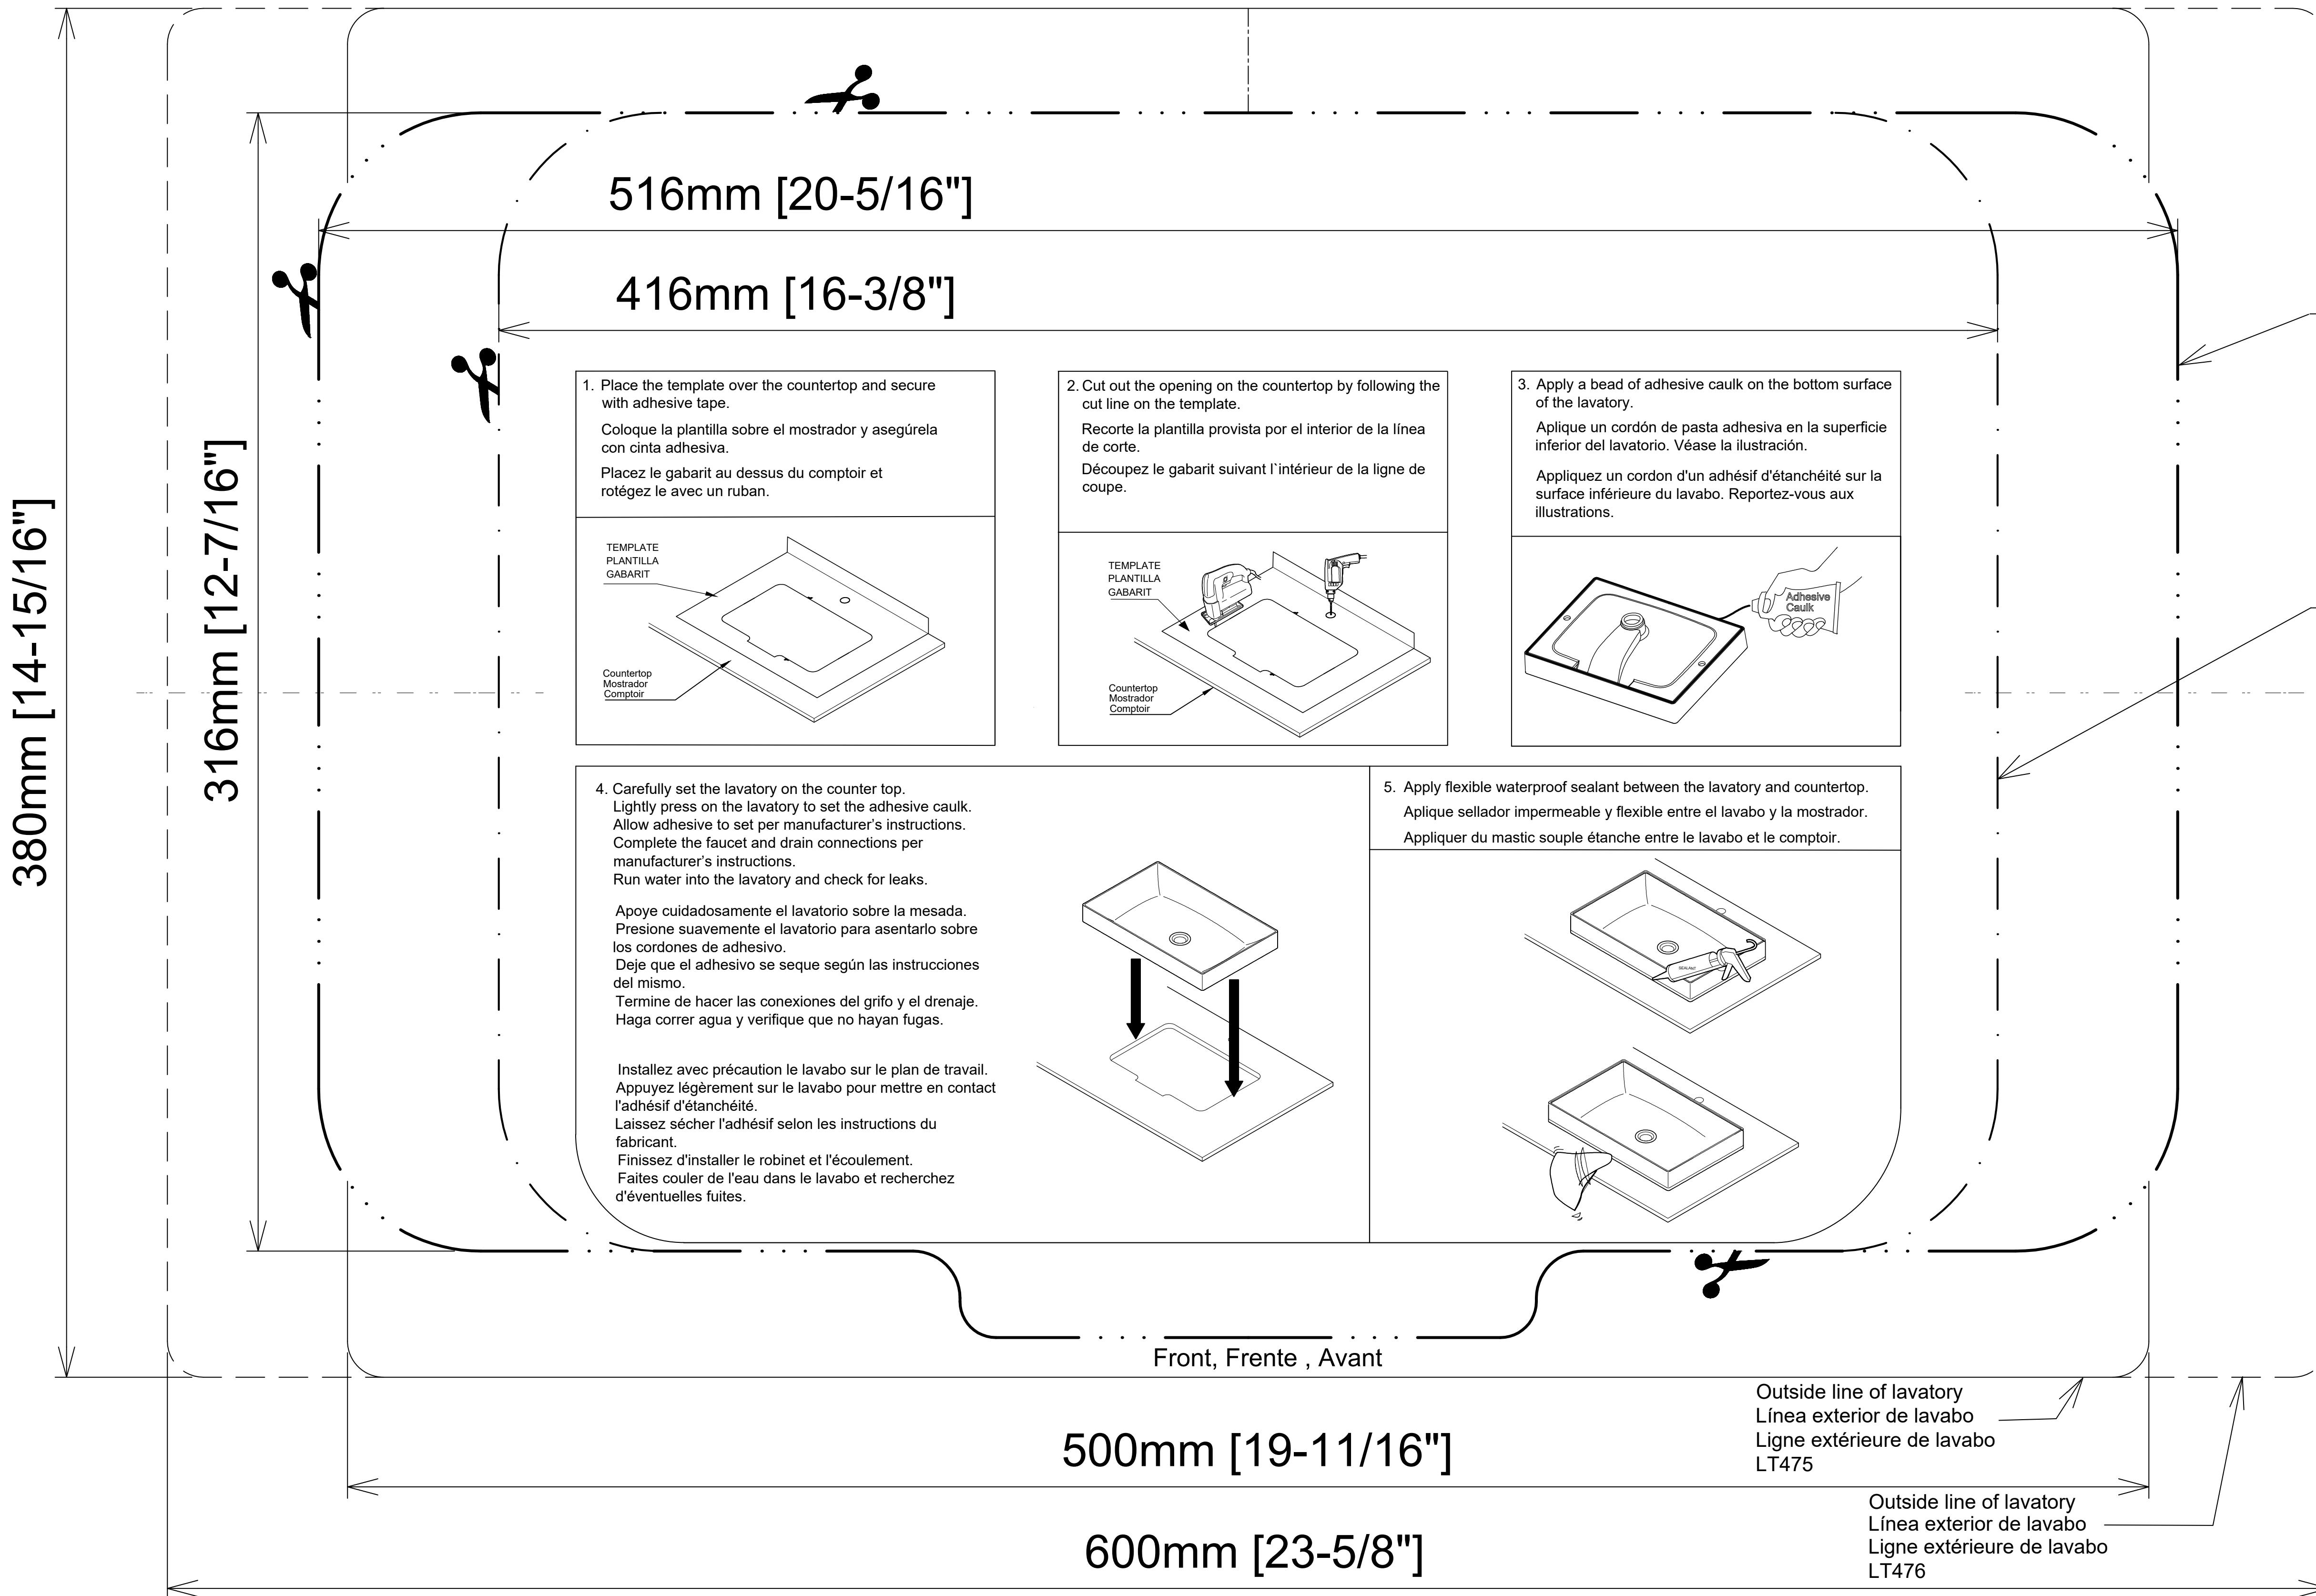 516mm [20-5/16"]
416mm [16-3/8"]
380mm [14-15/16"]
316mm [12-7/16"]
1. Place the template over the countertop and secure
with adhesive tape.
Coloque la plantilla sobre el mostrador y asegúrela
con cinta adhesiva.
Placez le gabarit au dessus du comptoir et
rotégez le avec un ruban.
TEMPLATE
PLANTILLA
GABARIT
Countertop
Mostrador
Comptoir
2. Cut out the opening on the countertop by following the
cut line on the template.
Recorte la plantilla provista por el interior de la línea
de corte.
Découpez le gabarit suivant l`intérieur de la ligne de
coupe.
TEMPLATE
PLANTILLA
GABARIT
Countertop
Mostrador
Comptoir
3. Apply a bead of adhesive caulk on the bottom surface
of the lavatory.
Aplique un cordón de pasta adhesiva en la superficie
inferior del lavatorio. Véase la ilustración.
Appliquez un cordon d'un adhésif d'étanchéité sur la
surface inférieure du lavabo. Reportez-vous aux
illustrations.
Adhesive
Caulk
4. Carefully set the lavatory on the counter top.
Lightly press on the lavatory to set the adhesive caulk.
Allow adhesive to set per manufacturer's instructions.
Complete the faucet and drain connections per
manufacturer's instructions.
Run water into the lavatory and check for leaks.
Apoye cuidadosamente el lavatorio sobre la mesada.
Presione suavemente el lavatorio para asentarlo sobre
los cordones de adhesivo.
Deje que el adhesivo se seque según las instrucciones
del mismo.
Termine de hacer las conexiones del grifo y el drenaje.
Haga correr agua y verifique que no hayan fugas.
Installez avec précaution le lavabo sur le plan de travail.
Appuyez légèrement sur le lavabo pour mettre en contact
l'adhésif d'étanchéité.
Laissez sécher l'adhésif selon les instructions du
fabricant.
Finissez d'installer le robinet et l'écoulement.
Faites couler de l'eau dans le lavabo et recherchez
d'éventuelles fuites.
5. Apply flexible waterproof sealant between the lavatory and countertop.
Aplique sellador impermeable y flexible entre el lavabo y la mostrador.
Appliquer du mastic souple étanche entre le lavabo et le comptoir.
SEALANT
Front, Frente , Avant
Outside line of lavatory
Línea exterior de lavabo
Ligne extérieure de lavabo
LT475
500mm [19-11/16"]
Outside line of lavatory
Línea exterior de lavabo
Ligne extérieure de lavabo
LT476
600mm [23-5/8"]